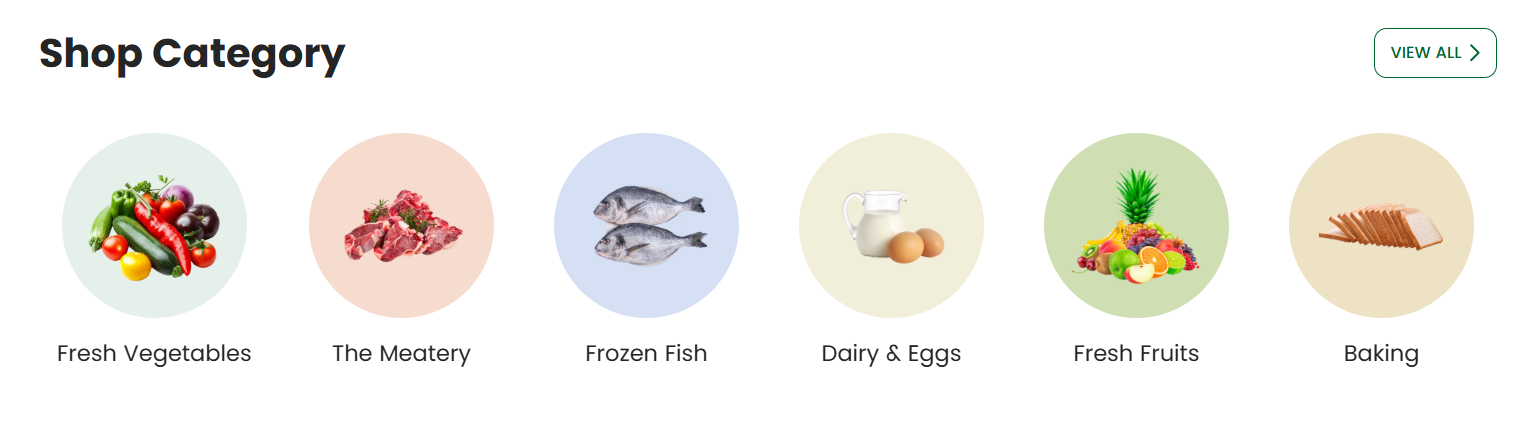 Shop Category
VIEW ALL
Fresh Vegetables
The Meatery
Frozen Fish
Dairy & Eggs
Fresh Fruits
Baking